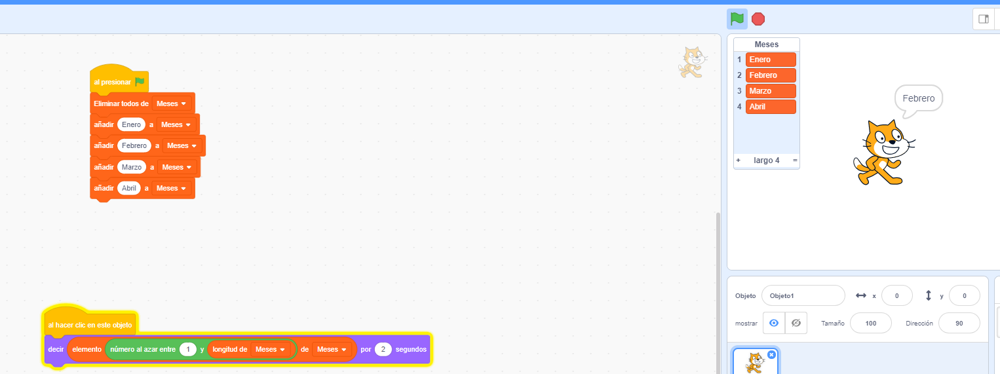 al presionar
Eliminar todos de Meses
añadir Enero a Meses
añadir Febrero a Meses
añadir Marzo a Meses
añadir Abril a Meses
al hacer clic en este objeto
decir elemento número al azar entre 1 y longitud de Meses de Meses por 2 segundos
Meses
1 Enero
2 Febrero
3 Marzo
4 Abril
+ largo 4 =
Febrero
Objeto Objeto1 x 0 y 0
mostrar Tamaño 100 Dirección 90